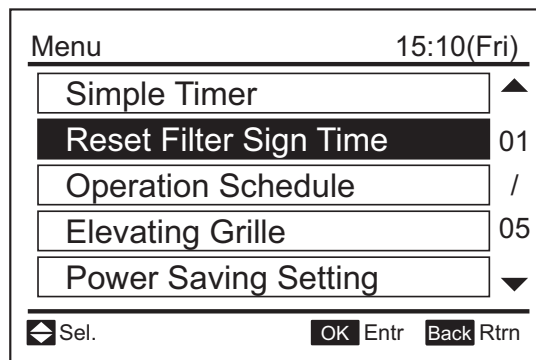 Menu 15:10(Fri)
Simple Timer
Reset Filter Sign Time 01
Operation Schedule /
Elevating Grille 05
Power Saving Setting
Sel. OK Entr Back Rtrn